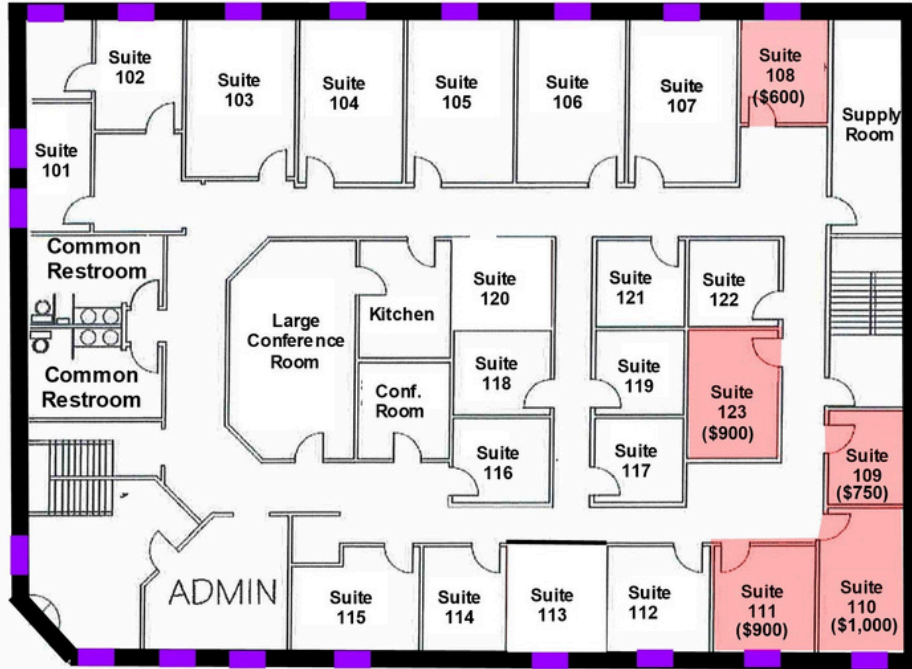 Suite
102
Suite
103
Suite
104
Suite
105
Suite
106
Suite
107
Suite
108
($600)
Supply
Room
Suite
101
Common
Restroom
Common
Restroom
Large
Conference
Room
Kitchen
Conf.
Room
Suite
120
Suite
118
Suite
116
Suite
121
Suite
122
Suite
119
Suite
117
Suite
123
($900)
Suite
109
($750)
ADMIN
Suite
115
Suite
114
Suite
113
Suite
112
Suite
111
($900)
Suite
110
($1,000)